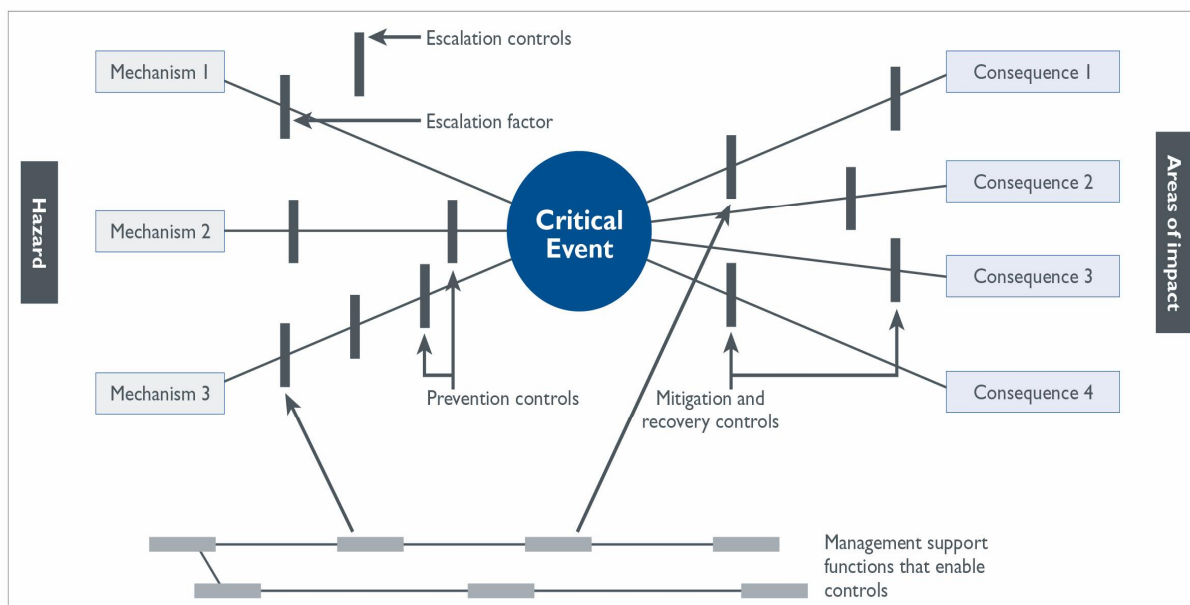 Escalation controls
Mechanism 1
Consequence 1
Escalation factor
Hazard
Areas of impact
Consequence 2
Mechanism 2
Critical
Event
Consequence 3
Mechanism 3
Prevention controls
Mitigation and
recovery controls
Consequence 4
Management support
functions that enable
controls